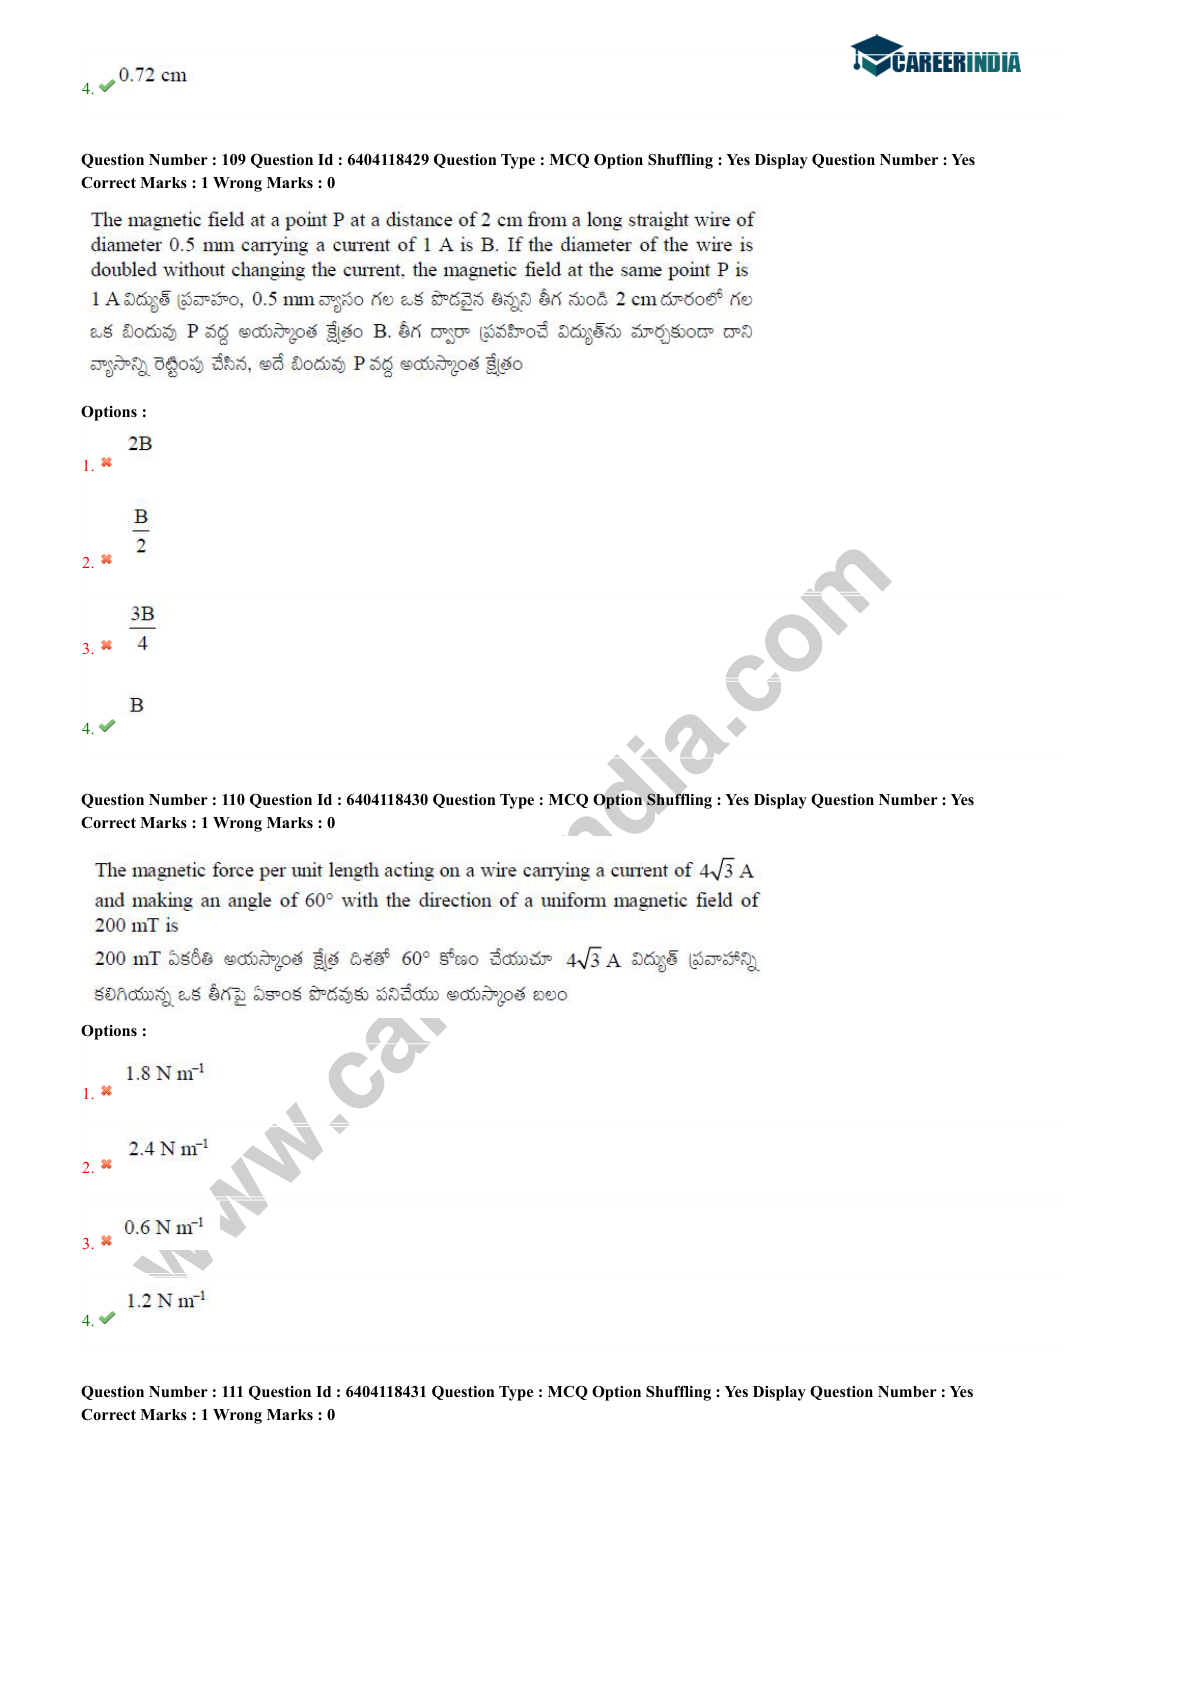 CAREERINDIA
4. 0.72 cm
Question Number : 109 Question Id : 6404118429 Question Type : MCQ Option Shuffling : Yes Display Question Number : Yes
Correct Marks : 1 Wrong Marks : 0
The magnetic field at a point P at a distance of 2 cm from a long straight wire of
diameter 0.5 mm carrying a current of 1 A is B. If the diameter of the wire is
doubled without changing the current, the magnetic field at the same point P is
1 A విద్యుత్ ప్రవాహం, 0.5 mm వ్యాసం గల ఒక పొడవైన తిన్నని తీగ నుండి 2 cm దూరంలో గల
ఒక బిందువు P వద్ద అయస్కాంత క్షేత్రం B. తీగ ద్వారా ప్రవహించే విద్యుత్‌ను మార్చకుండా దాని
వ్యాసాన్ని రెట్టింపు చేసిన, అదే బిందువు P వద్ద అయస్కాంత క్షేత్రం
Options :
1. 2B
2. B/2
3. 3B/4
4. B
Question Number : 110 Question Id : 6404118430 Question Type : MCQ Option Shuffling : Yes Display Question Number : Yes
Correct Marks : 1 Wrong Marks : 0
The magnetic force per unit length acting on a wire carrying a current of 4√3 A
and making an angle of 60° with the direction of a uniform magnetic field of
200 mT is
200 mT ఏకరీతి అయస్కాంత క్షేత్ర దిశతో 60° కోణం చేయుచూ 4√3 A విద్యుత్ ప్రవాహాన్ని
కలిగియున్న ఒక తీగపై ఏకాంక పొడవుకు పనిచేయు అయస్కాంత బలం
Options :
1. 1.8 N m⁻¹
2. 2.4 N m⁻¹
3. 0.6 N m⁻¹
4. 1.2 N m⁻¹
Question Number : 111 Question Id : 6404118431 Question Type : MCQ Option Shuffling : Yes Display Question Number : Yes
Correct Marks : 1 Wrong Marks : 0